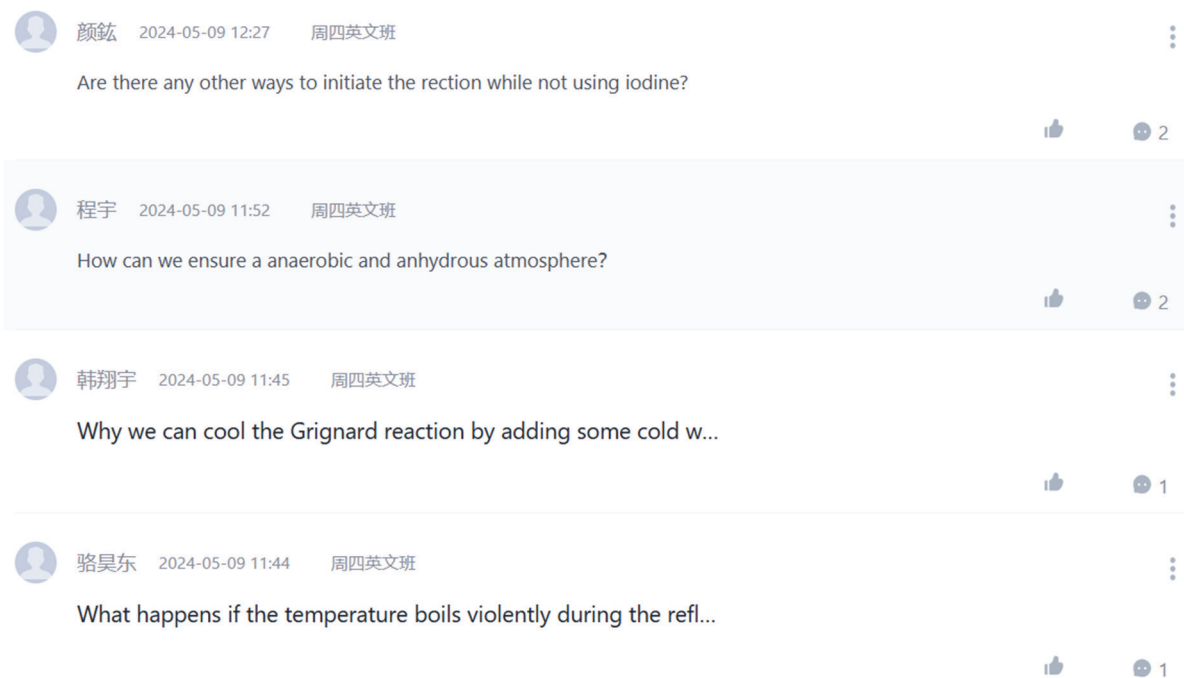 颜鋐 2024-05-09 12:27 周四英文班
Are there any other ways to initiate the rection while not using iodine?
2
程宇 2024-05-09 11:52 周四英文班
How can we ensure a anaerobic and anhydrous atmosphere?
2
韩翔宇 2024-05-09 11:45 周四英文班
Why we can cool the Grignard reaction by adding some cold w...
1
骆昊东 2024-05-09 11:44 周四英文班
What happens if the temperature boils violently during the refl...
1